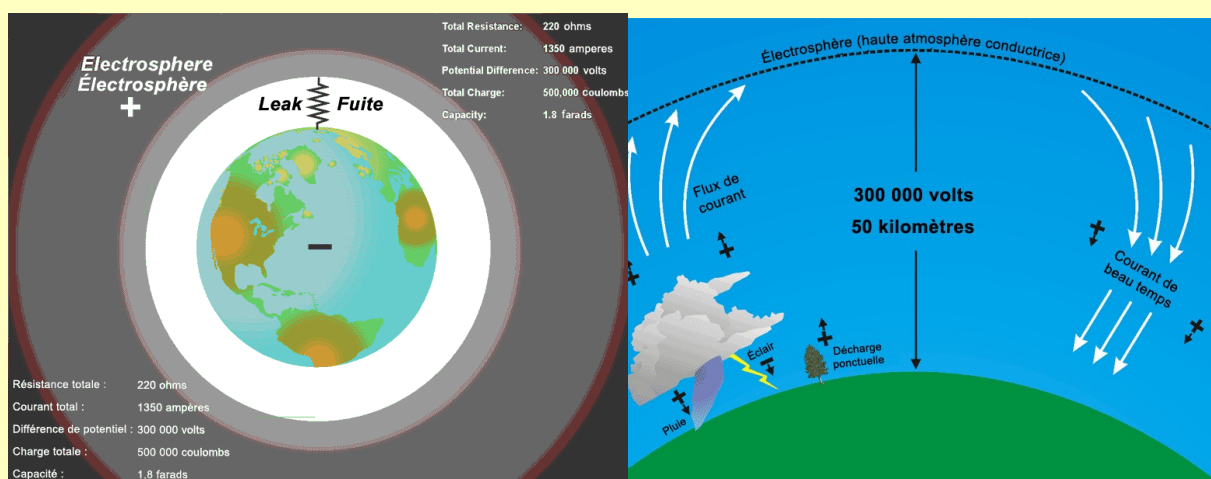 Total Resistance: 220 ohms
Total Current: 1350 amperes
Potential Difference: 300 000 volts
Total Charge: 500,000 coulombs
Capacity: 1.8 farads
Electrosphere
Électrosphère
+
Leak Fuite
−
Résistance totale : 220 ohms
Courant total : 1350 ampères
Différence de potentiel : 300 000 volts
Charge totale : 500 000 coulombs
Capacité : 1.8 farads
Électrosphère (haute atmosphère conductrice)
Flux de
courant
300 000 volts
50 kilomètres
Courant de
beau temps
Éclair
Décharge
ponctuelle
Pluie